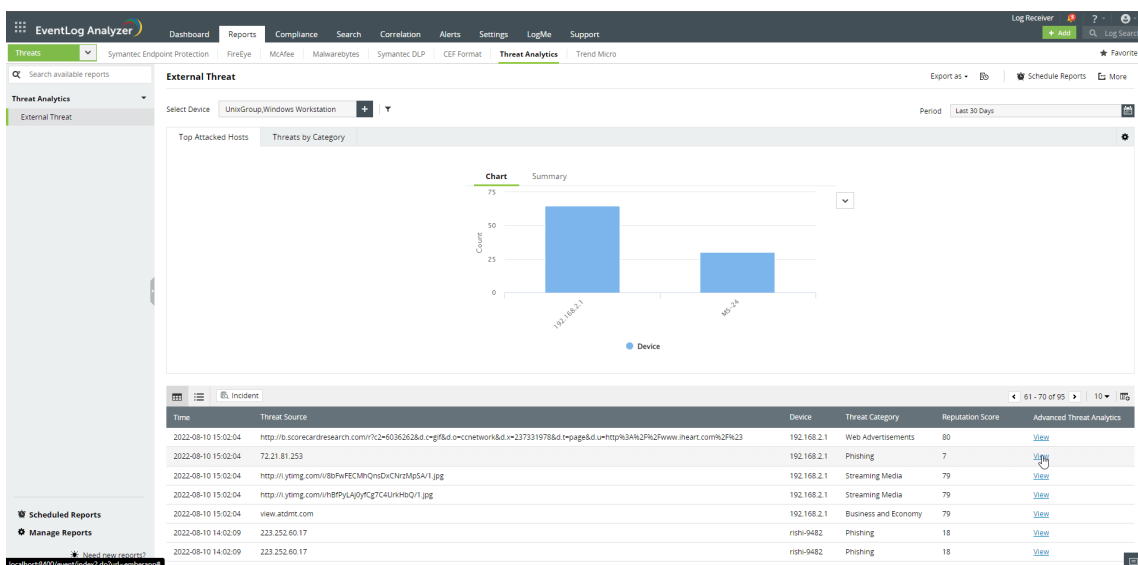 EventLog Analyzer
Dashboard Reports Compliance Search Correlation Alerts Settings LogMe Support
Log Receiver ?
+ Add Log Search
Threats Symantec Endpoint Protection FireEye McAfee Malwarebytes Symantec DLP CEF Format Threat Analytics Trend Micro Favorite
Search available reports
Threat Analytics
External Threat
External Threat
Export as Schedule Reports More
Select Device UnixGroup,Windows Workstation +
Period Last 30 Days
Top Attacked Hosts Threats by Category
Chart Summary
75
50
25
0
Count
192.168.2.1
MS-24
Device
Incident
61 - 70 of 95 10
Time Threat Source Device Threat Category Reputation Score Advanced Threat Analytics
2022-08-10 15:02:04 http://b.scorecardresearch.com/r?c2=6036262&d.c=gif&d.o=ccnetwork&d.x=237331978&d.t=page&d.u=http%3A%2F%2Fwww.iheart.com%2F%23 192.168.2.1 Web Advertisements 80 View
2022-08-10 15:02:04 72.21.81.253 192.168.2.1 Phishing 7 View
2022-08-10 15:02:04 http://i.ytimg.com/i/8bFwFECMhQnsDxCNrzMpSA/1.jpg 192.168.2.1 Streaming Media 79 View
2022-08-10 15:02:04 http://i.ytimg.com/i/hBfPyLAJ0yfCg7C4UrkHbQ/1.jpg 192.168.2.1 Streaming Media 79 View
2022-08-10 15:02:04 view.atdmt.com 192.168.2.1 Business and Economy 79 View
2022-08-10 14:02:09 223.252.60.17 rishi-9482 Phishing 18 View
2022-08-10 14:02:09 223.252.60.17 rishi-9482 Phishing 18 View
Scheduled Reports
Manage Reports
Need new reports?
localhost:8400/event/index2.do?url=emberapp#